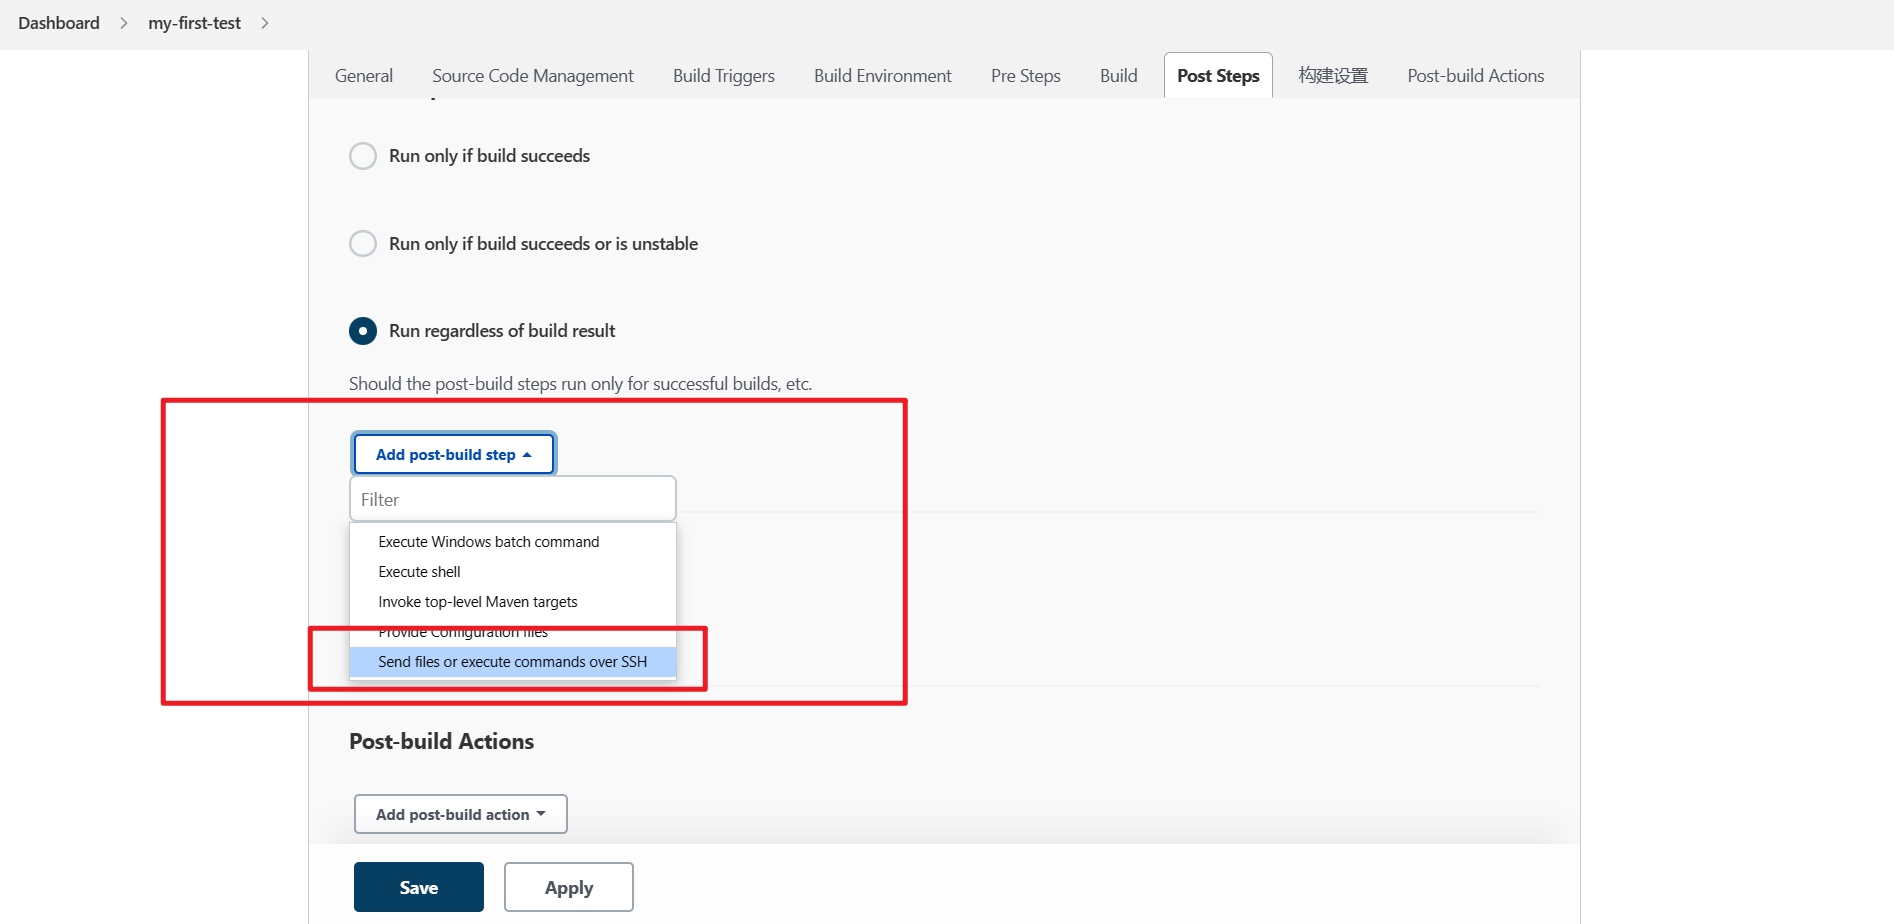 Dashboard > my-first-test >
General Source Code Management Build Triggers Build Environment Pre Steps Build Post Steps 构建设置 Post-build Actions
Run only if build succeeds
Run only if build succeeds or is unstable
Run regardless of build result
Should the post-build steps run only for successful builds, etc.
Add post-build step
Filter
Execute Windows batch command
Execute shell
Invoke top-level Maven targets
Provide Configuration files
Send files or execute commands over SSH
Post-build Actions
Add post-build action
Save Apply